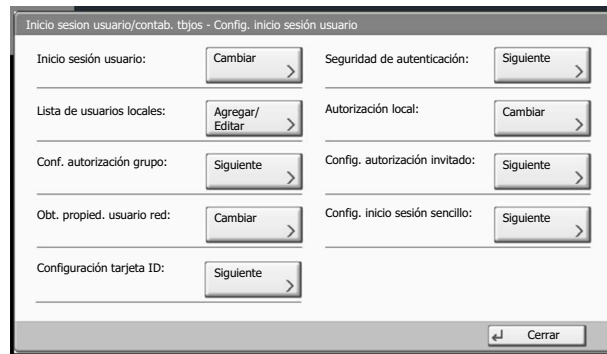 Inicio sesion usuario/contab. tbjos - Config. inicio sesión usuario
Inicio sesión usuario:
Cambiar
Seguridad de autenticación:
Siguiente
Lista de usuarios locales:
Agregar/
Editar
Autorización local:
Cambiar
Conf. autorización grupo:
Siguiente
Config. autorización invitado:
Siguiente
Obt. propied. usuario red:
Cambiar
Config. inicio sesión sencillo:
Siguiente
Configuración tarjeta ID:
Siguiente
Cerrar